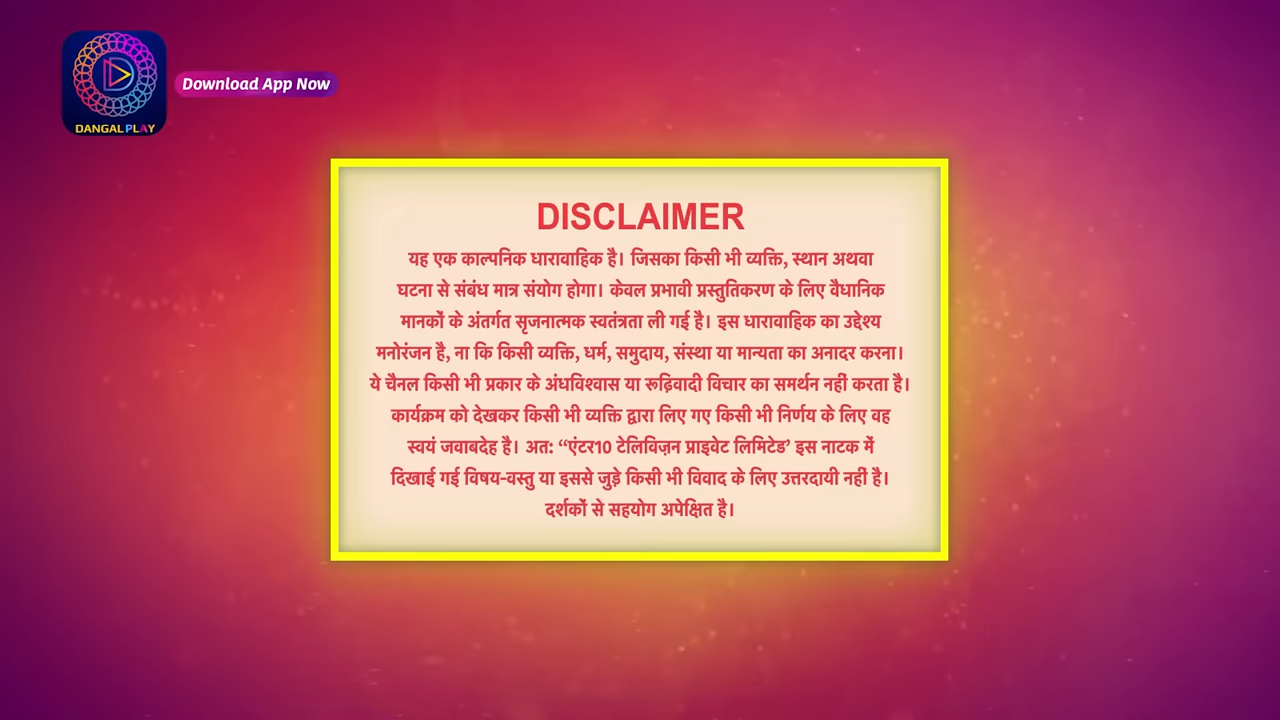 DANGAL PLAY
Download App Now
DISCLAIMER
यह एक काल्पनिक धारावाहिक है। जिसका किसी भी व्यक्ति, स्थान अथवा
घटना से संबंध मात्र संयोग होगा। केवल प्रभावी प्रस्तुतिकरण के लिए वैधानिक
मानकों के अंतर्गत सृजनात्मक स्वतंत्रता ली गई है। इस धारावाहिक का उद्देश्य
मनोरंजन है, ना कि किसी व्यक्ति, धर्म, समुदाय, संस्था या मान्यता का अनादर करना।
ये चैनल किसी भी प्रकार के अंधविश्वास या रूढ़िवादी विचार का समर्थन नहीं करता है।
कार्यक्रम को देखकर किसी भी व्यक्ति द्वारा लिए गए किसी भी निर्णय के लिए वह
स्वयं जवाबदेह है। अत: “एंटर10 टेलिविज़न प्राइवेट लिमिटेड’ इस नाटक में
दिखाई गई विषय-वस्तु या इससे जुड़े किसी भी विवाद के लिए उत्तरदायी नहीं है।
दर्शकों से सहयोग अपेक्षित है।